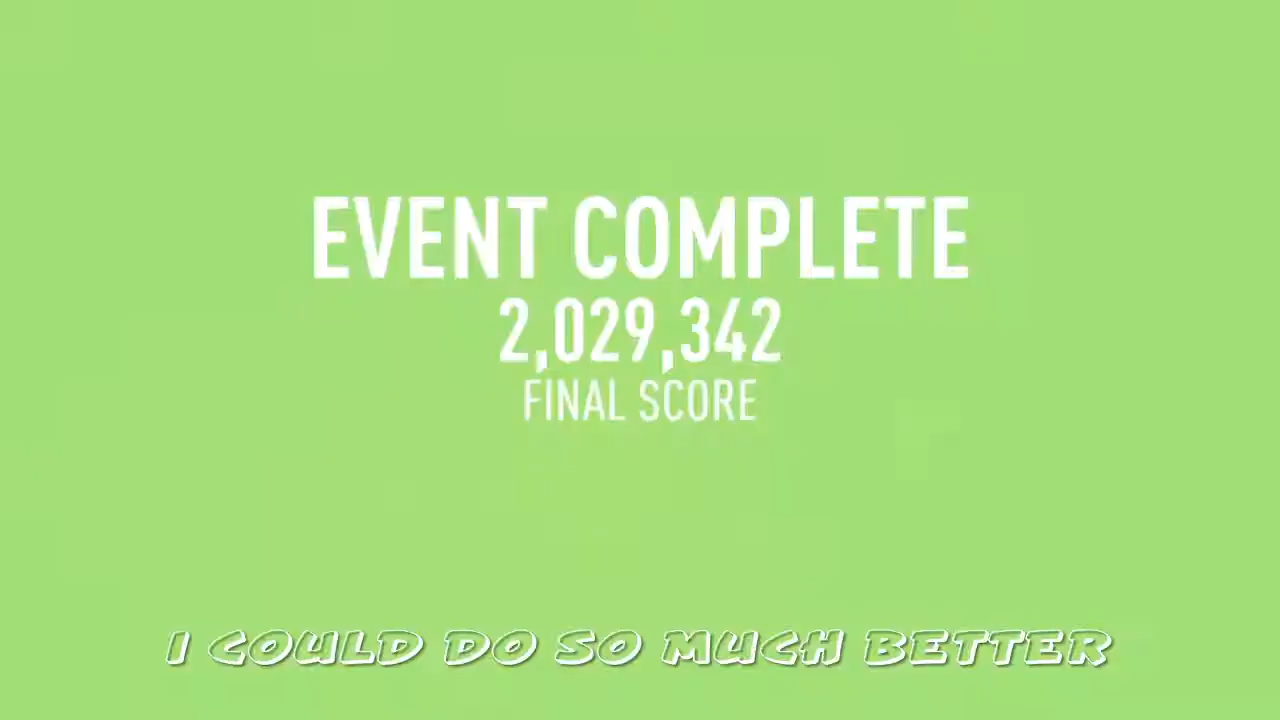 EVENT COMPLETE
2,029,342
FINAL SCORE
I COULD DO SO MUCH BETTER